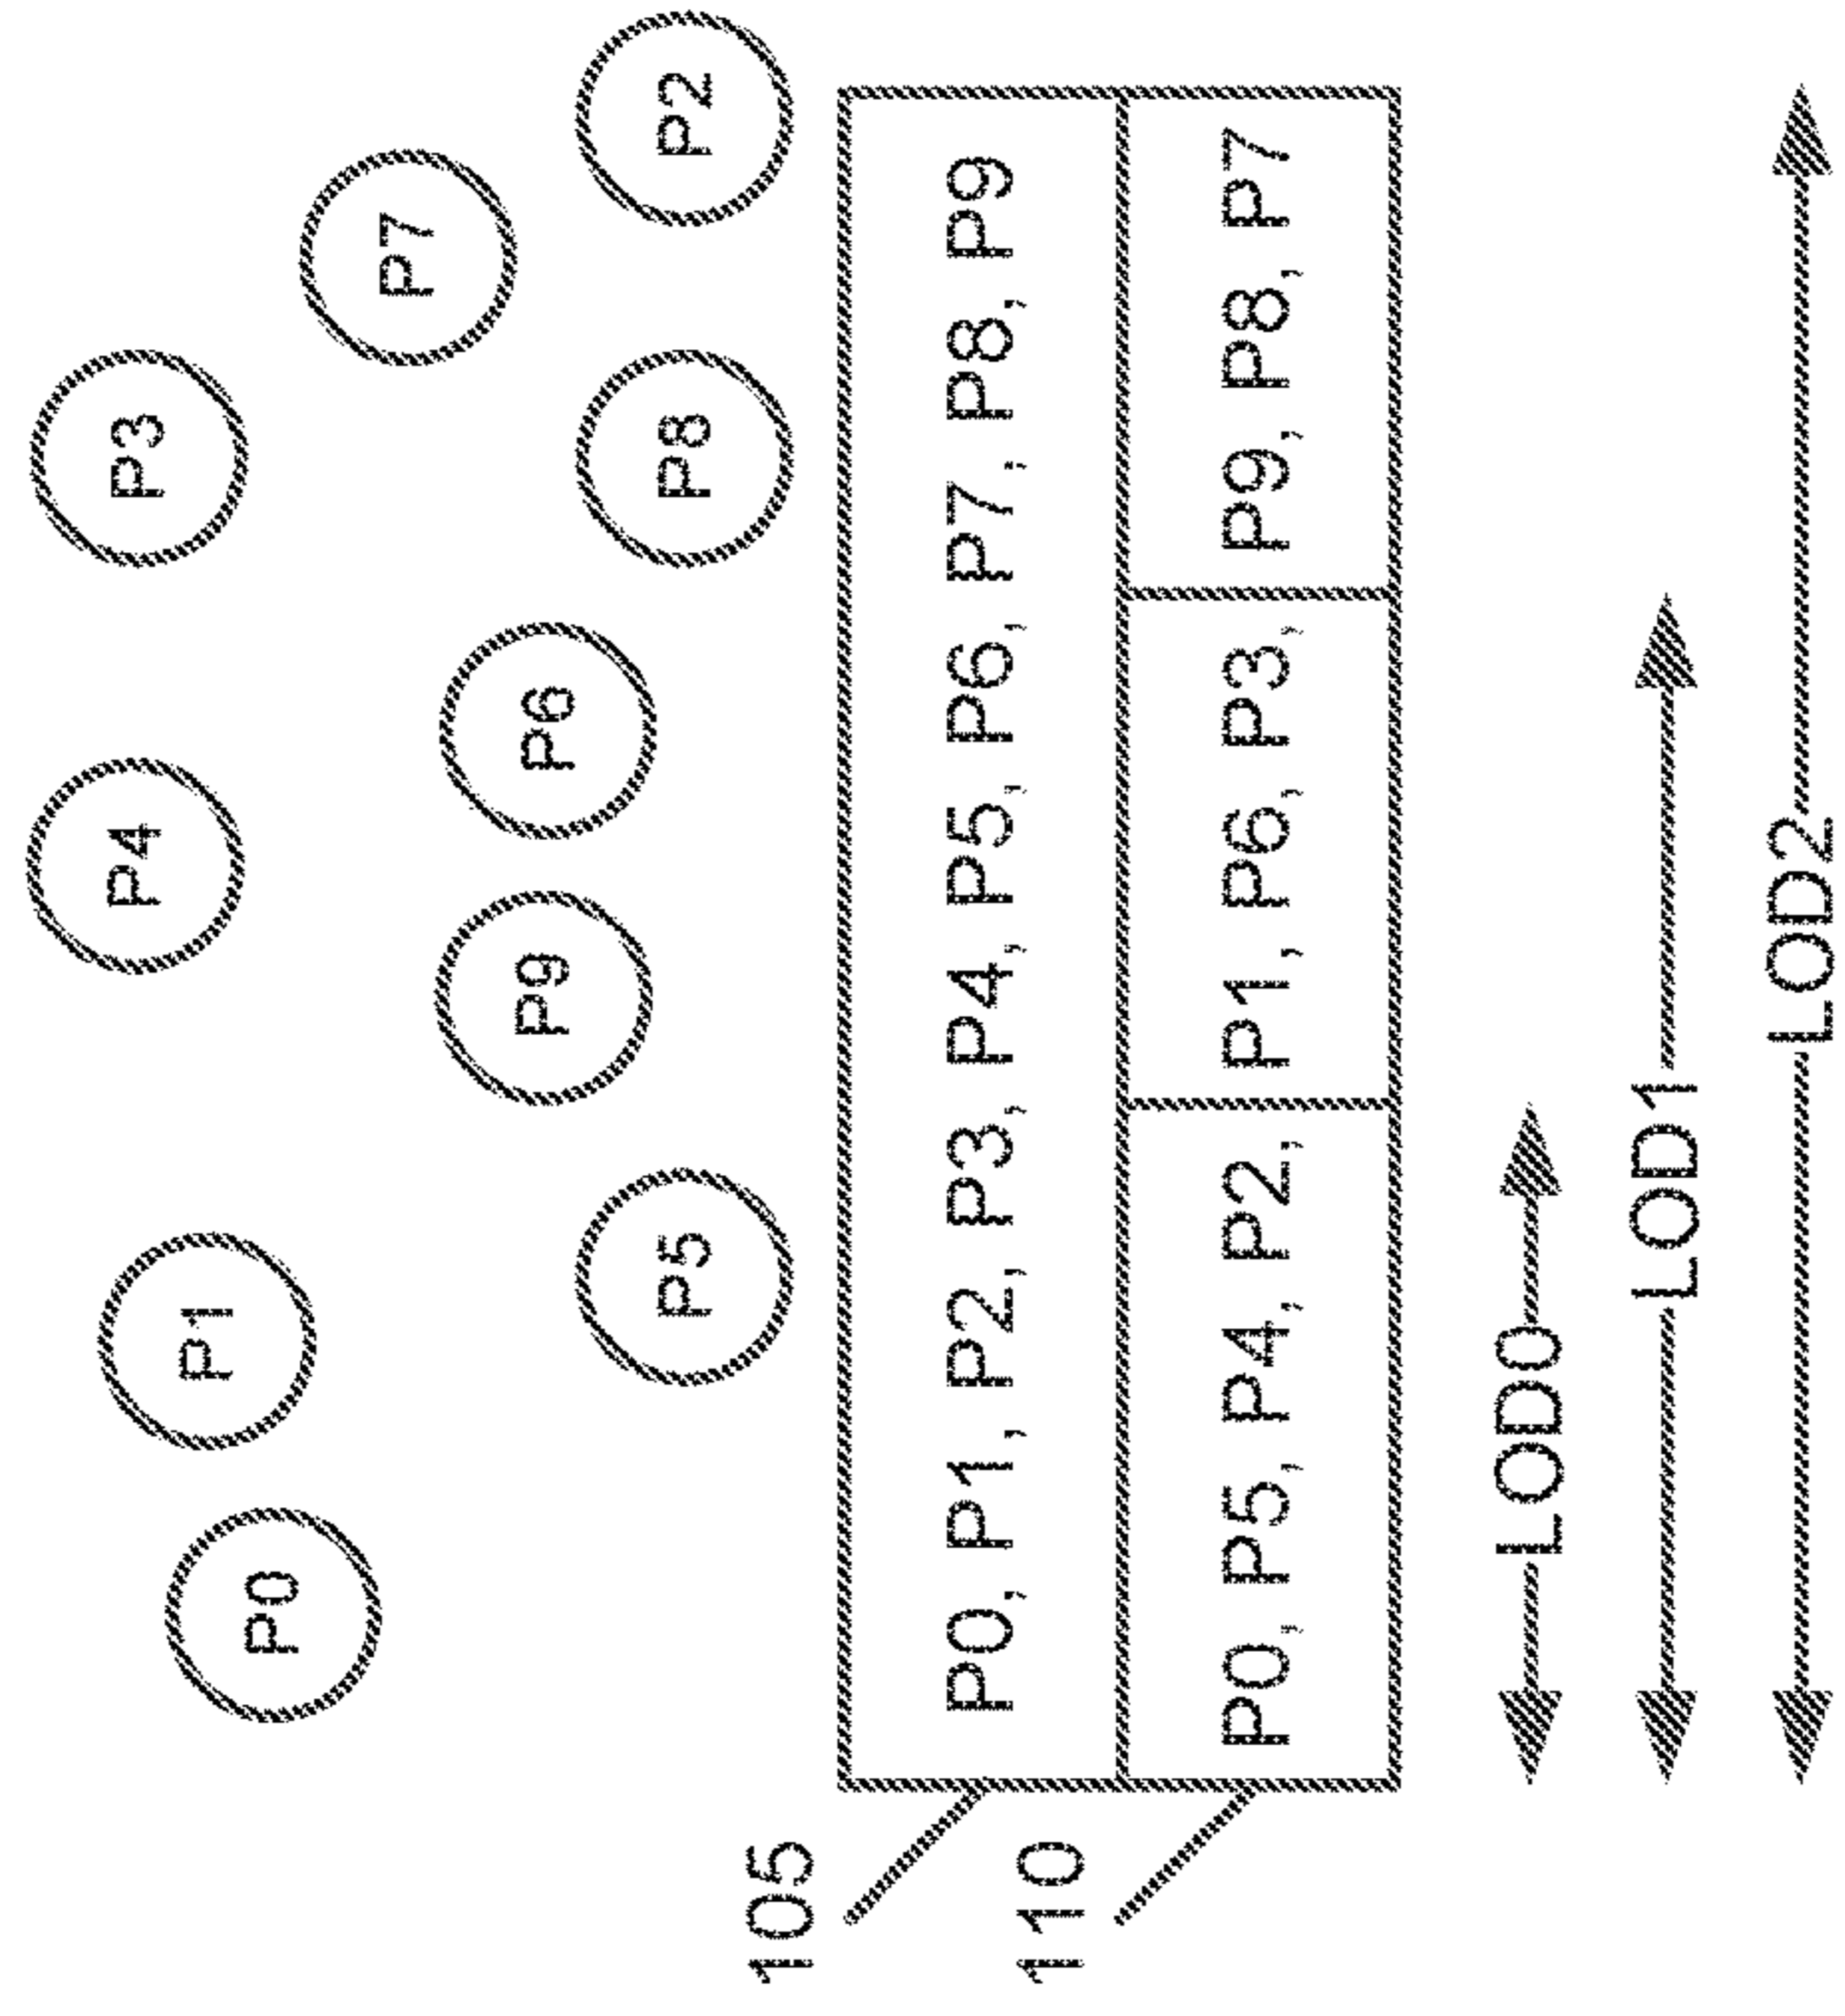 P4 P3
P1
P0
P7
P9 P6
P5 P8 P2
105
P0, P1, P2, P3, P4, P5, P6, P7, P8, P9
110
P0, P5, P4, P2, P1, P6, P3, P9, P8, P7
LOD0
LOD1
LOD2